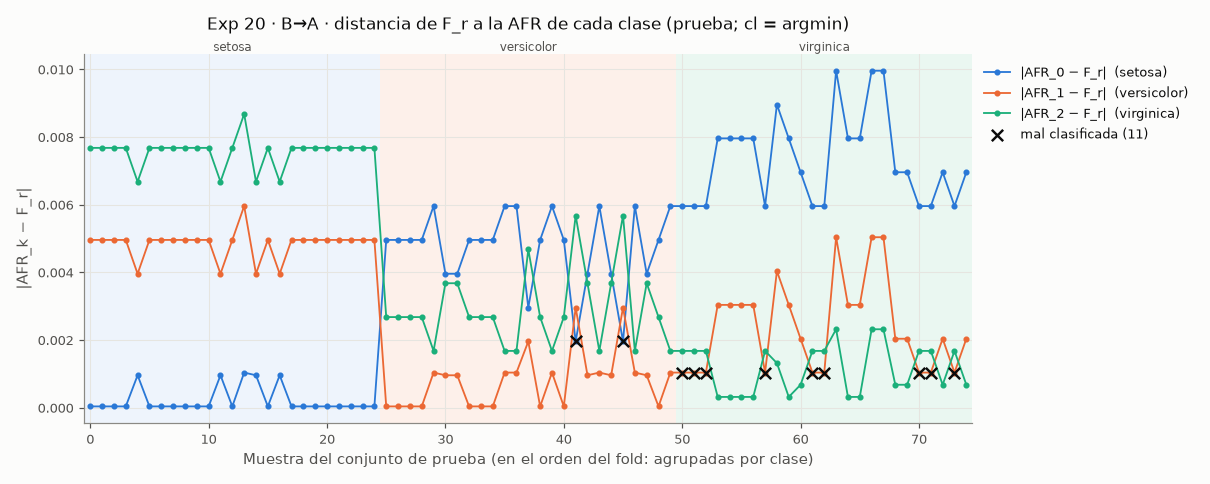 Exp 20 · B→A · distancia de F_r a la AFR de cada clase (prueba; cl = argmin)
setosa
versicolor
virginica
|AFR_0 − F_r| (setosa)
|AFR_1 − F_r| (versicolor)
|AFR_2 − F_r| (virginica)
mal clasificada (11)
|AFR_k − F_r|
0.010
0.008
0.006
0.004
0.002
0.000
0 10 20 30 40 50 60 70
Muestra del conjunto de prueba (en el orden del fold: agrupadas por clase)